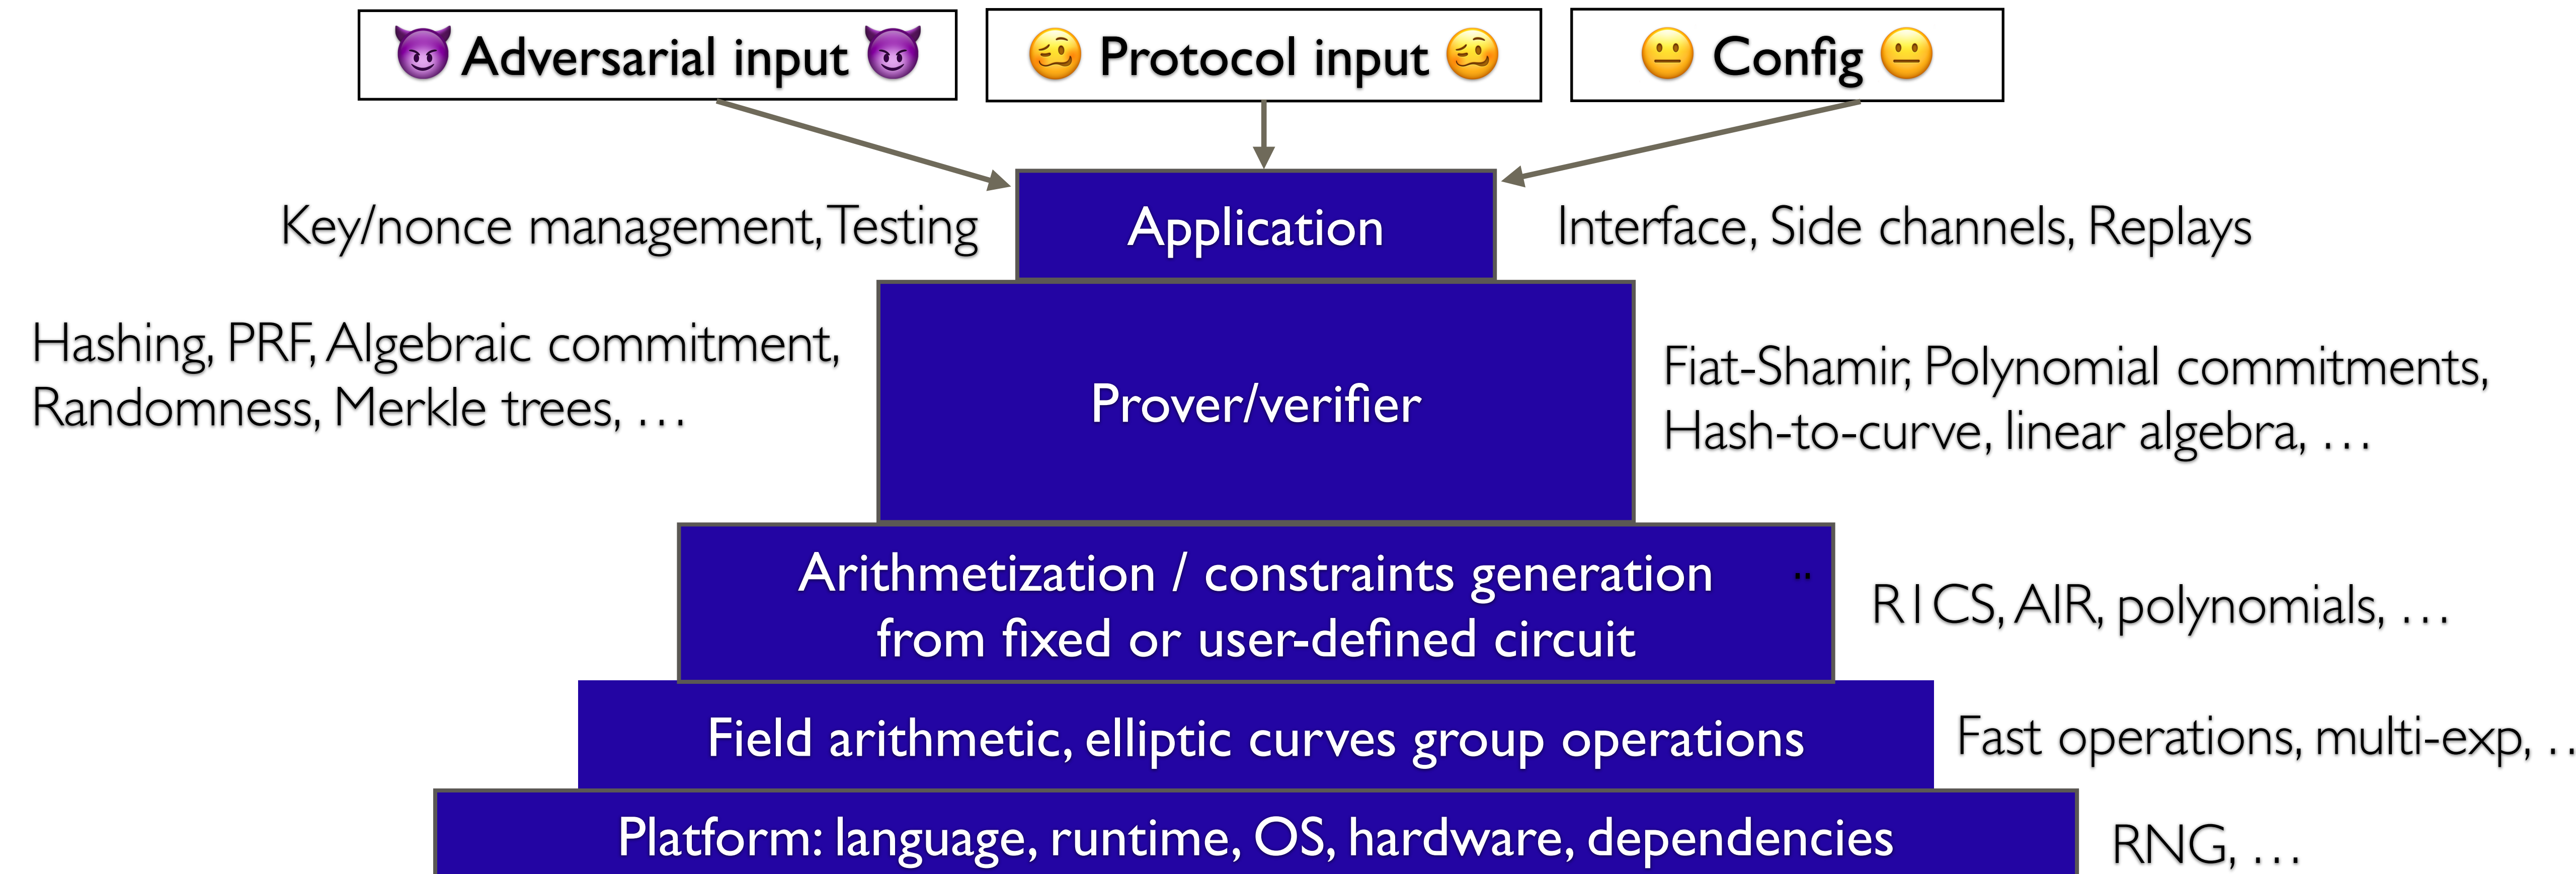 😈 Adversarial input 😈
🥴 Protocol input 🥴
😐 Config 😐
Key/nonce management, Testing
Application
Interface, Side channels, Replays
Hashing, PRF, Algebraic commitment,
Randomness, Merkle trees, …
Prover/verifier
Fiat-Shamir, Polynomial commitments,
Hash-to-curve, linear algebra, …
Arithmetization / constraints generation ..
from fixed or user-defined circuit
R1CS, AIR, polynomials, …
Field arithmetic, elliptic curves group operations
Fast operations, multi-exp, ..
Platform: language, runtime, OS, hardware, dependencies
RNG, …